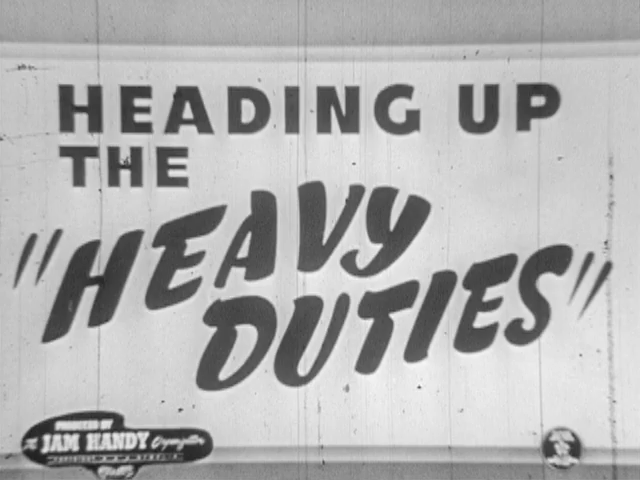 HEADING UP
THE
"HEAVY
DUTIES"
PRODUCED BY
The JAM HANDY Organization